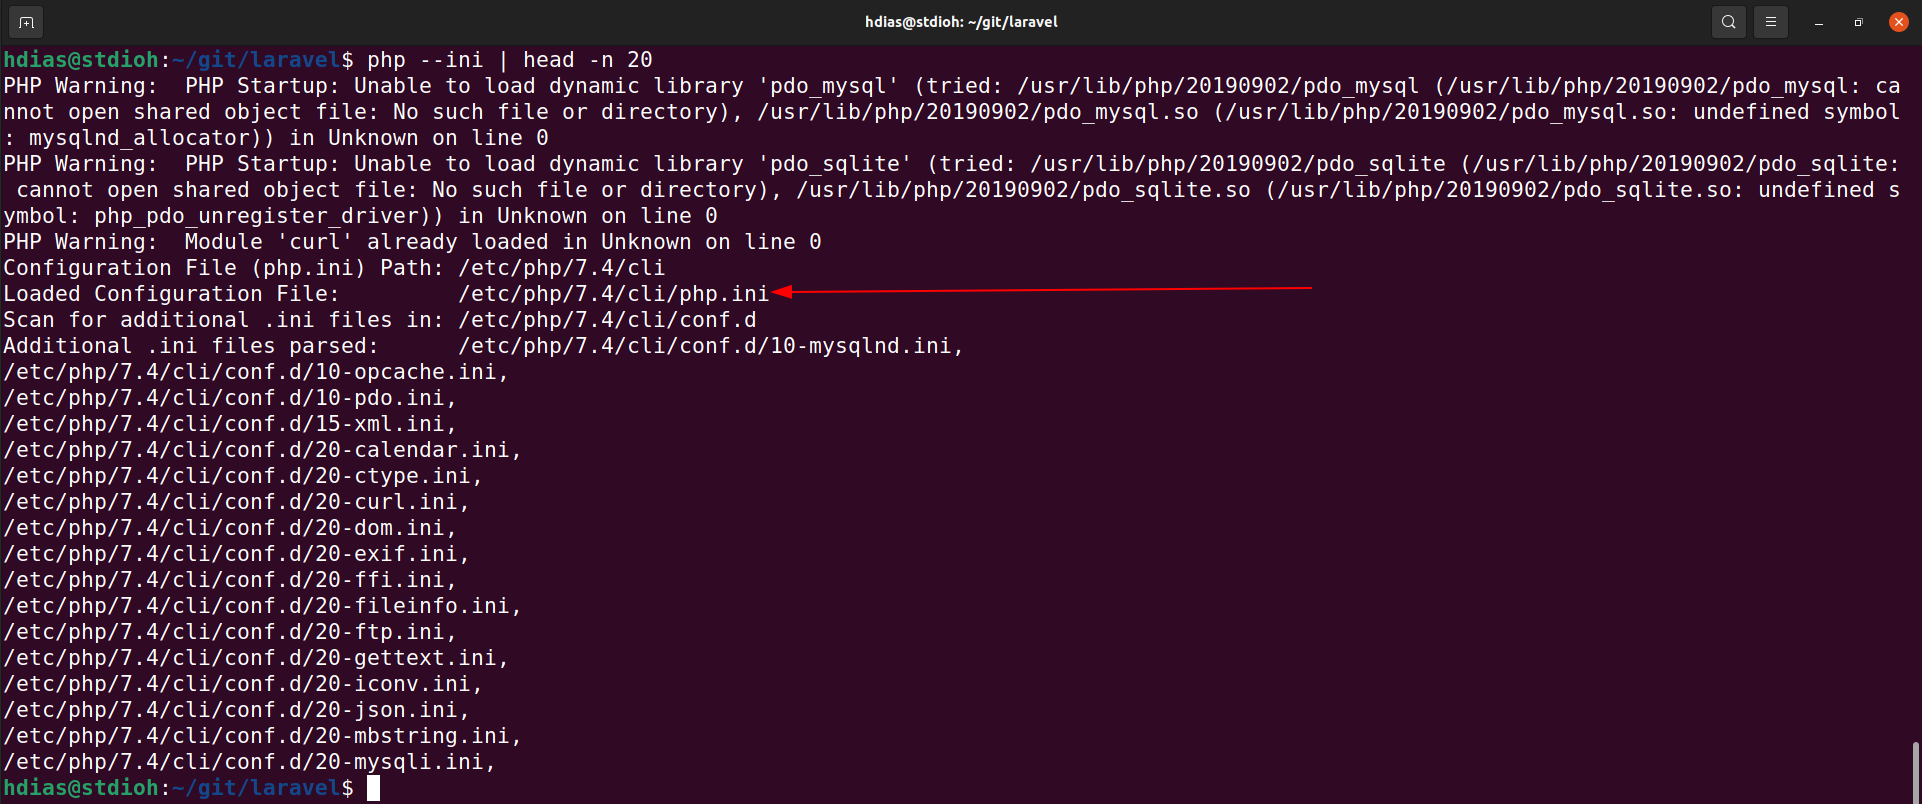 hdias@stdioh: ~/git/laravel
hdias@stdioh:~/git/laravel$ php --ini | head -n 20
PHP Warning:  PHP Startup: Unable to load dynamic library 'pdo_mysql' (tried: /usr/lib/php/20190902/pdo_mysql (/usr/lib/php/20190902/pdo_mysql: ca
nnot open shared object file: No such file or directory), /usr/lib/php/20190902/pdo_mysql.so (/usr/lib/php/20190902/pdo_mysql.so: undefined symbol
: mysqlnd_allocator)) in Unknown on line 0
PHP Warning:  PHP Startup: Unable to load dynamic library 'pdo_sqlite' (tried: /usr/lib/php/20190902/pdo_sqlite (/usr/lib/php/20190902/pdo_sqlite:
 cannot open shared object file: No such file or directory), /usr/lib/php/20190902/pdo_sqlite.so (/usr/lib/php/20190902/pdo_sqlite.so: undefined s
ymbol: php_pdo_unregister_driver)) in Unknown on line 0
PHP Warning:  Module 'curl' already loaded in Unknown on line 0
Configuration File (php.ini) Path: /etc/php/7.4/cli
Loaded Configuration File:         /etc/php/7.4/cli/php.ini
Scan for additional .ini files in: /etc/php/7.4/cli/conf.d
Additional .ini files parsed:      /etc/php/7.4/cli/conf.d/10-mysqlnd.ini,
/etc/php/7.4/cli/conf.d/10-opcache.ini,
/etc/php/7.4/cli/conf.d/10-pdo.ini,
/etc/php/7.4/cli/conf.d/15-xml.ini,
/etc/php/7.4/cli/conf.d/20-calendar.ini,
/etc/php/7.4/cli/conf.d/20-ctype.ini,
/etc/php/7.4/cli/conf.d/20-curl.ini,
/etc/php/7.4/cli/conf.d/20-dom.ini,
/etc/php/7.4/cli/conf.d/20-exif.ini,
/etc/php/7.4/cli/conf.d/20-ffi.ini,
/etc/php/7.4/cli/conf.d/20-fileinfo.ini,
/etc/php/7.4/cli/conf.d/20-ftp.ini,
/etc/php/7.4/cli/conf.d/20-gettext.ini,
/etc/php/7.4/cli/conf.d/20-iconv.ini,
/etc/php/7.4/cli/conf.d/20-json.ini,
/etc/php/7.4/cli/conf.d/20-mbstring.ini,
/etc/php/7.4/cli/conf.d/20-mysqli.ini,
hdias@stdioh:~/git/laravel$